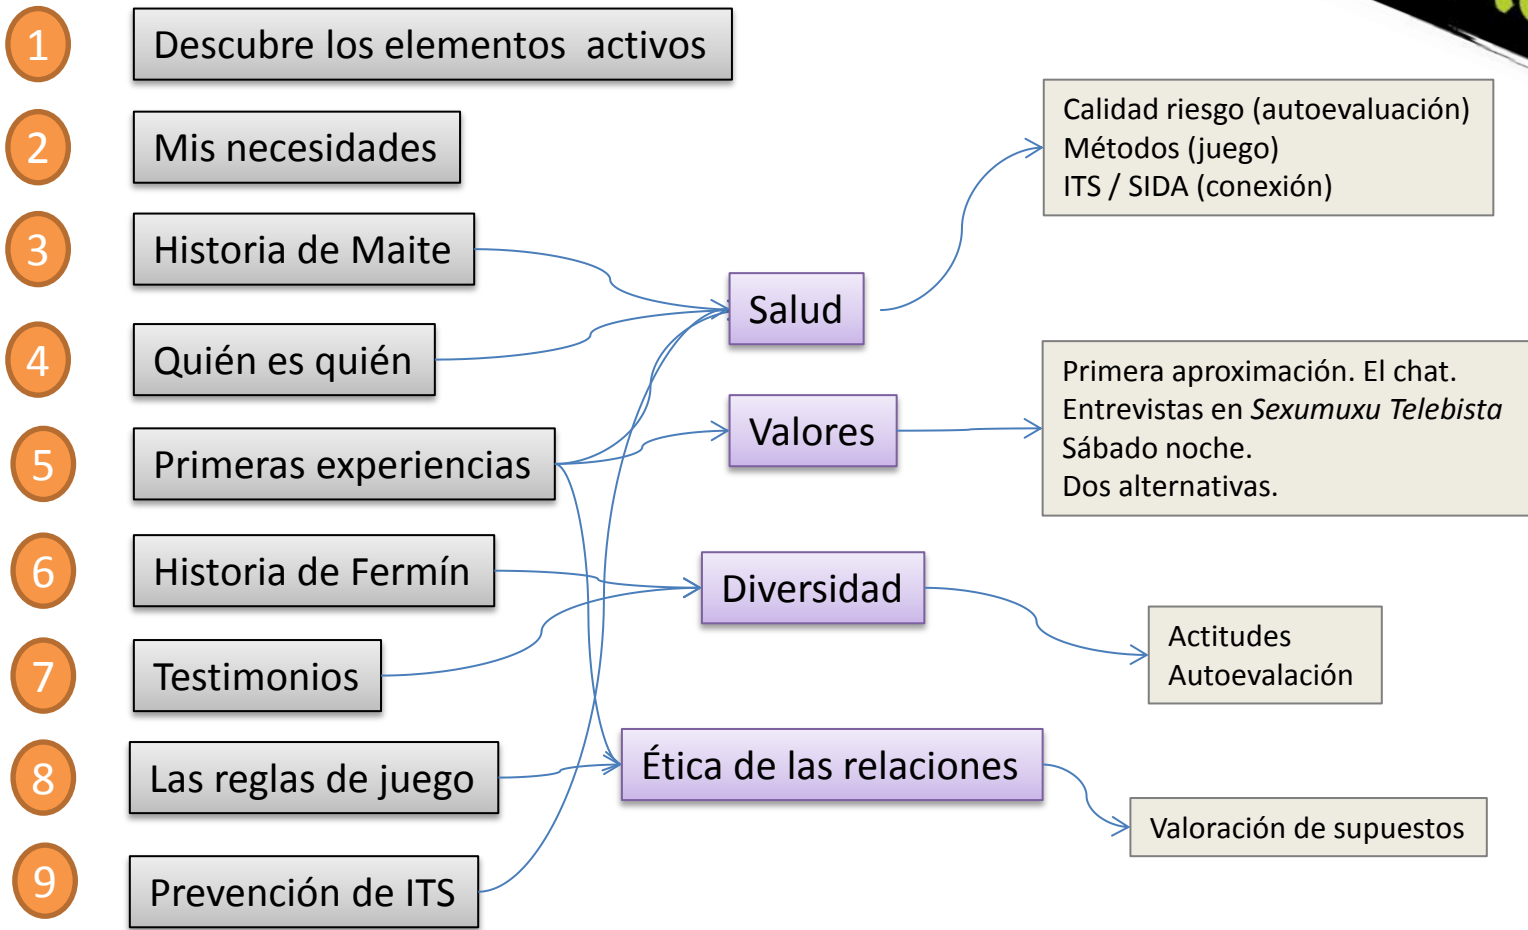 1
Descubre los elementos activos
2
Mis necesidades
3
Historia de Maite
4
Quién es quién
5
Primeras experiencias
6
Historia de Fermín
7
Testimonios
8
Las reglas de juego
9
Prevención de ITS
Salud
Valores
Diversidad
Ética de las relaciones
Calidad riesgo (autoevaluación)
Métodos (juego)
ITS / SIDA (conexión)
Primera aproximación. El chat.
Entrevistas en Sexumuxu Telebista
Sábado noche.
Dos alternativas.
Actitudes
Autoevalación
Valoración de supuestos